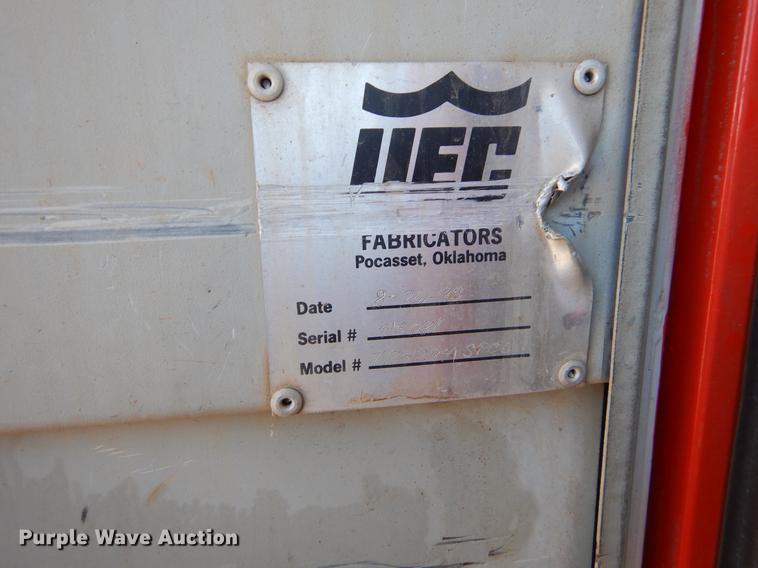 UEC
FABRICATORS
Pocasset, Oklahoma
Date
Serial #
Model #
Purple Wave Auction